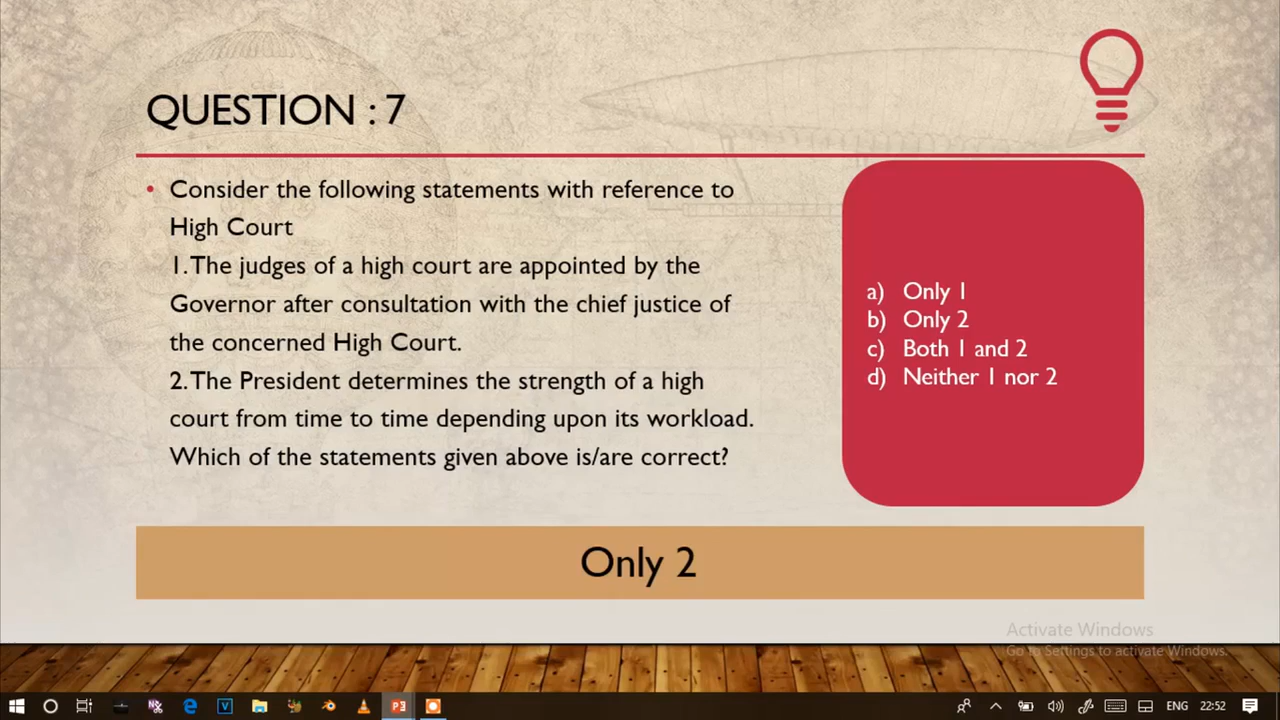 QUESTION : 7
• Consider the following statements with reference to
High Court
1.The judges of a high court are appointed by the
Governor after consultation with the chief justice of
the concerned High Court.
2.The President determines the strength of a high
court from time to time depending upon its workload.
Which of the statements given above is/are correct?
a) Only 1
b) Only 2
c) Both 1 and 2
d) Neither 1 nor 2
Only 2
Activate Windows
Go to Settings to activate Windows.
ENG 22:52